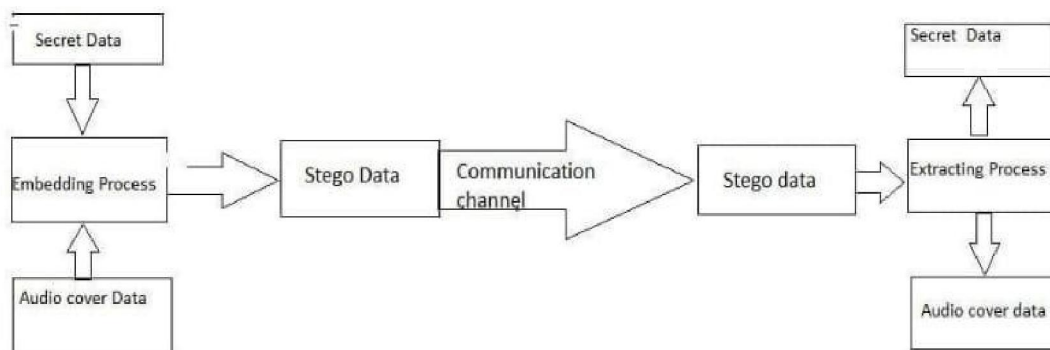 Secret Data
Embedding Process
Audio cover Data
Stego Data
Communication
channel
Stego data
Secret Data
Extracting Process
Audio cover data